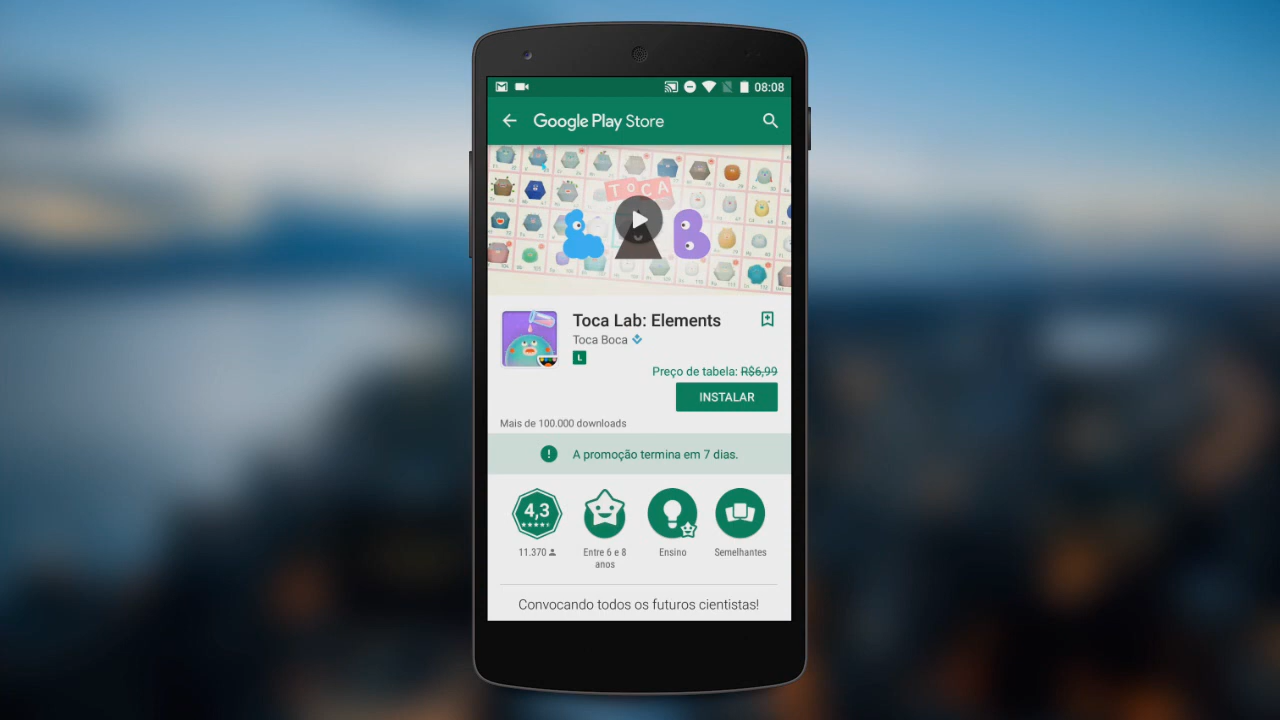 08:08
Google Play Store
TOCA
LAB
Toca Lab: Elements
Toca Boca
L
Preço de tabela: R$6,99
INSTALAR
Mais de 100.000 downloads
A promoção termina em 7 dias.
4,3
11.370
Entre 6 e 8
anos
Ensino
Semelhantes
Convocando todos os futuros cientistas!